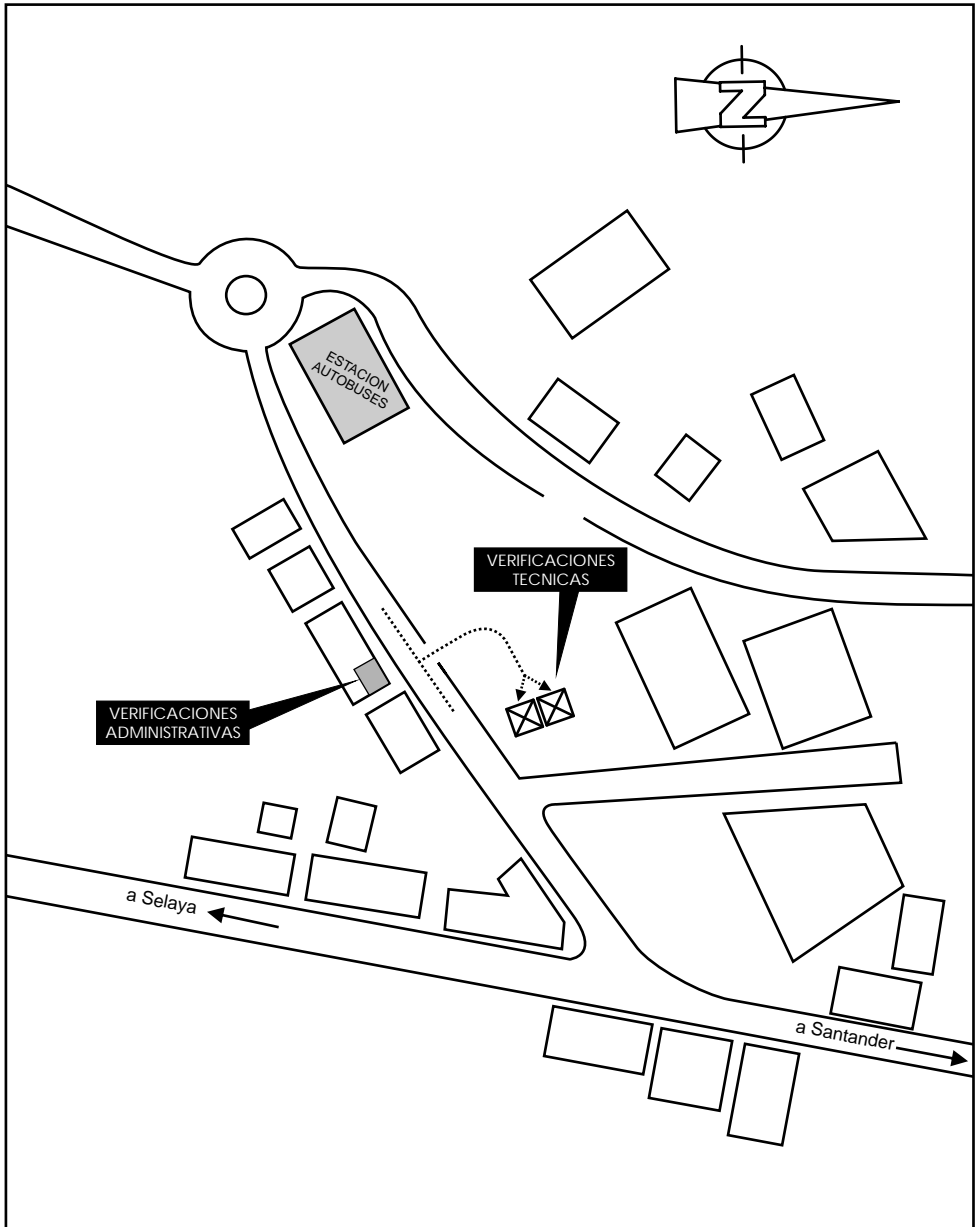 N
ESTACION
AUTOBUSES
VERIFICACIONES
TECNICAS
VERIFICACIONES
ADMINISTRATIVAS
a Selaya
a Santander